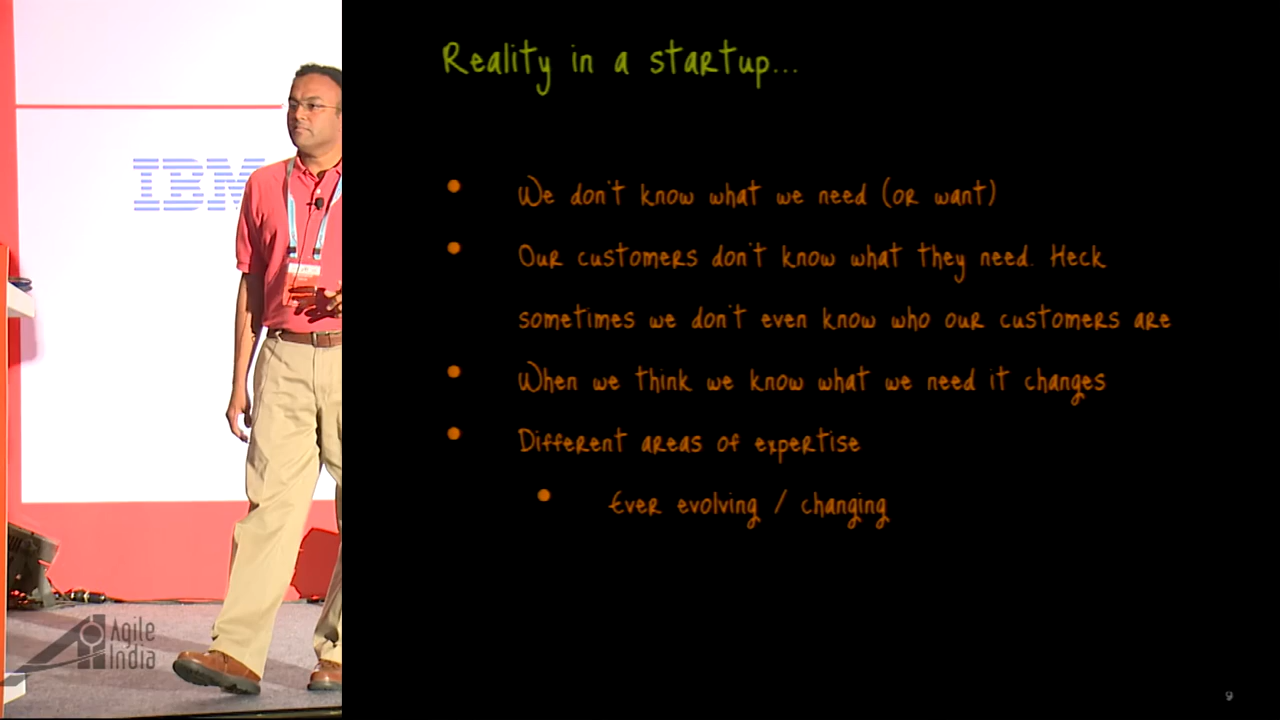 Reality in a startup...
IBM
We don't know what we need (or want)
Our customers don't know what they need. Heck
sometimes we don't even know who our customers are
When we think we know what we need it changes
Different areas of expertise
Ever evolving / changing
Agile
India
9